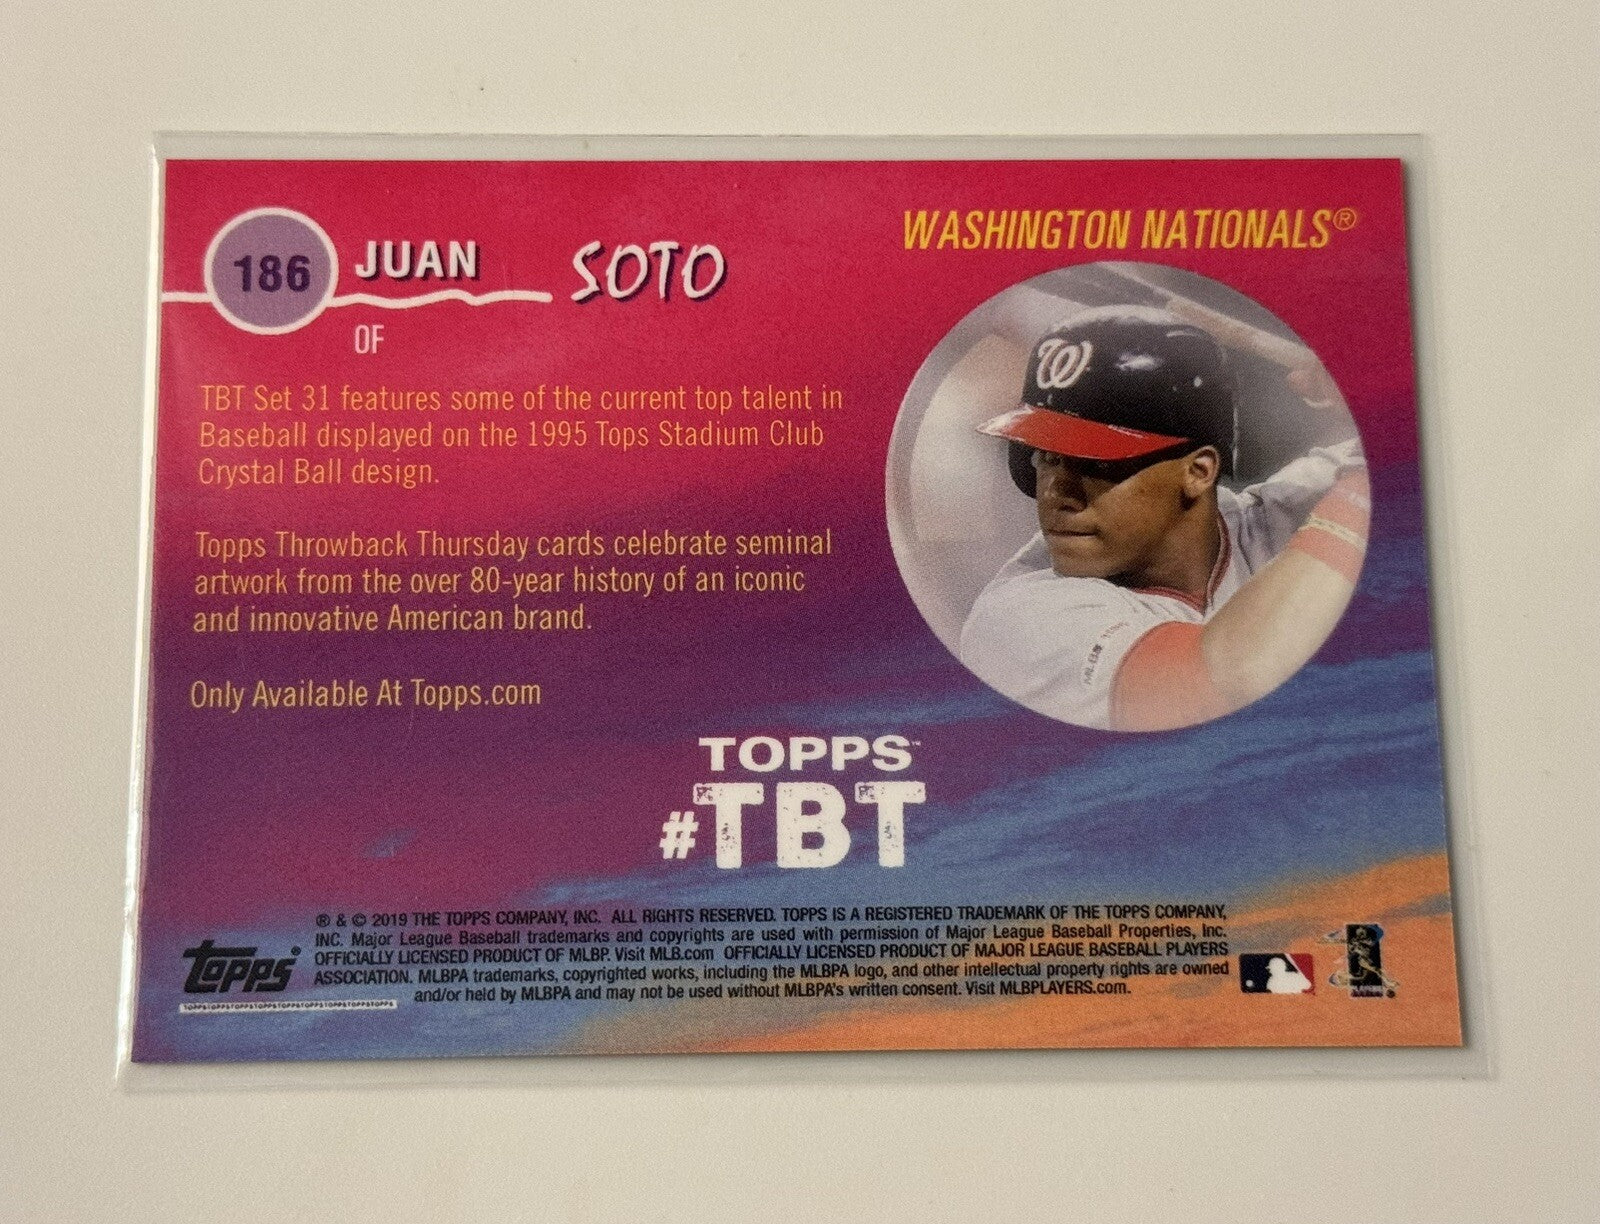 WASHINGTON NATIONALS®
186 JUAN SOTO
OF
TBT Set 31 features some of the current top talent in
Baseball displayed on the 1995 Tops Stadium Club
Crystal Ball design.
Topps Throwback Thursday cards celebrate seminal
artwork from the over 80-year history of an iconic
and innovative American brand.
Only Available At Topps.com
W
MLB
TOPPS™
#TBT
® & © 2019 THE TOPPS COMPANY, INC. ALL RIGHTS RESERVED. TOPPS IS A REGISTERED TRADEMARK OF THE TOPPS COMPANY,
INC. Major League Baseball trademarks and copyrights are used with permission of Major League Baseball Properties, Inc.
OFFICIALLY LICENSED PRODUCT OF MLBP. Visit MLB.com OFFICIALLY LICENSED PRODUCT OF MAJOR LEAGUE BASEBALL PLAYERS
ASSOCIATION. MLBPA trademarks, copyrighted works, including the MLBPA logo, and other intellectual property rights are owned
and/or held by MLBPA and may not be used without MLBPA's written consent. Visit MLBPLAYERS.com.
topps®
TOPPSTOPPSTOPPSTOPPSTOPPSTOPPSTOPPSTOPPSTOPPS